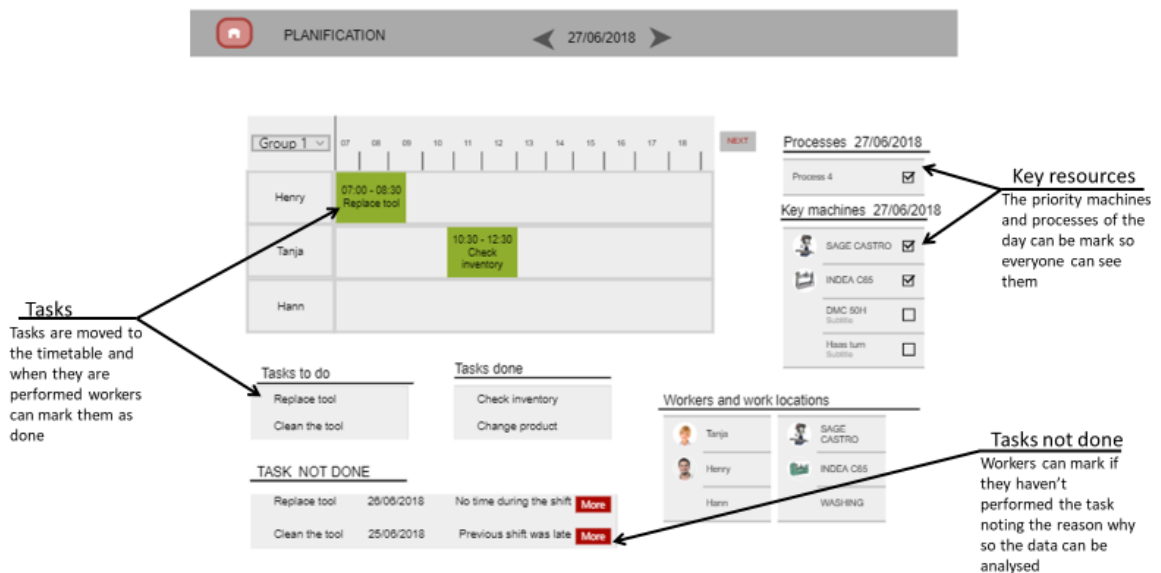 PLANIFICATION
27/06/2018
Group 1
07 08 09 10 11 12 13 14 15 16 17 18
NEXT
Henry
07:00 - 08:30
Replace tool
Tanja
10:30 - 12:30
Check
inventory
Hann
Processes 27/06/2018
Process 4
Key machines 27/06/2018
SAGE CASTRO
INDEA C65
DMC 50H
Subtitle
Haas turn
Subtitle
Key resources
The priority machines
and processes of the
day can be mark so
everyone can see
them
Tasks
Tasks are moved to
the timetable and
when they are
performed workers
can mark them as
done
Tasks to do
Replace tool
Clean the tool
Tasks done
Check inventory
Change product
TASK NOT DONE
Replace tool 26/06/2018 No time during the shift More
Clean the tool 25/06/2018 Previous shift was late More
Workers and work locations
Tanja
Henry
Hann
SAGE
CASTRO
INDEA C65
WASHING
Tasks not done
Workers can mark if
they haven't
performed the task
noting the reason why
so the data can be
analysed